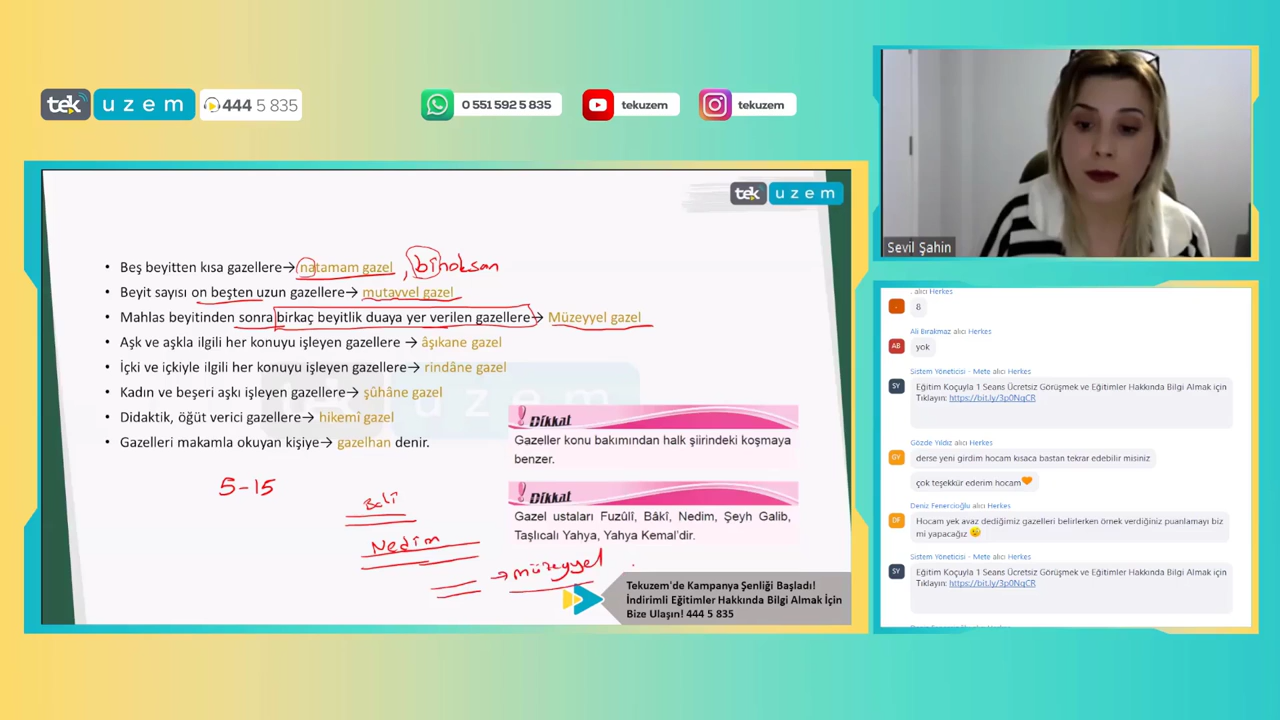 tek uzem 444 5 835
0 551 592 5 835
tekuzem
tekuzem
tek uzem
• Beş beyitten kısa gazellere→ natamam gazel , bînoksan
• Beyit sayısı on beşten uzun gazellere→ mutavvel gazel
• Mahlas beyitinden sonra birkaç beyitlik duaya yer verilen gazellere→ Müzeyyel gazel
• Aşk ve aşkla ilgili her konuyu işleyen gazellere → âşıkane gazel
• İçki ve içkiyle ilgili her konuyu işleyen gazellere→ rindâne gazel
• Kadın ve beşeri aşkı işleyen gazellere→ şûhâne gazel
• Didaktik, öğüt verici gazellere→ hikemî gazel
• Gazelleri makamla okuyan kişiye→ gazelhan denir.
5-15
Nedim
→müzeyyel
! Dikkat
Gazeller konu bakımından halk şiirindeki koşmaya
benzer.
! Dikkat
Gazel ustaları Fuzûlî, Bâkî, Nedim, Şeyh Galib,
Taşlıcalı Yahya, Yahya Kemal’dir.
Tekuzem'de Kampanya Şenliği Başladı!
İndirimli Eğitimler Hakkında Bilgi Almak İçin
Bize Ulaşın! 444 5 835
Sevil Şahin
. alıcı Herkes
8
Ali Bırakmaz alıcı Herkes
AB yok
Sistem Yöneticisi - Mete alıcı Herkes
SY Eğitim Koçuyla 1 Seans Ücretsiz Görüşmek ve Eğitimler Hakkında Bilgi Almak için
Tıklayın: https://bit.ly/3p0NqCR
Gözde Yıldız alıcı Herkes
GY derse yeni girdim hocam kısaca bastan tekrar edebilir misiniz
çok teşekkür ederim hocam🧡
Deniz Fenercioğlu alıcı Herkes
DF Hocam yek avaz dediğimiz gazelleri belirlerken örnek verdiğiniz puanlamayı biz
mi yapacağız
Sistem Yöneticisi - Mete alıcı Herkes
SY Eğitim Koçuyla 1 Seans Ücretsiz Görüşmek ve Eğitimler Hakkında Bilgi Almak için
Tıklayın: https://bit.ly/3p0NqCR